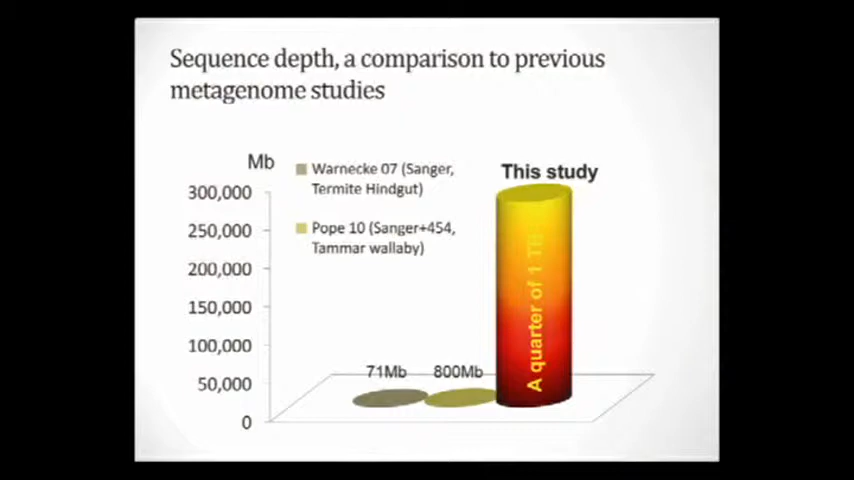 Sequence depth, a comparison to previous
metagenome studies
Mb
300,000
250,000
200,000
150,000
100,000
50,000
0
Warnecke 07 (Sanger,
Termite Hindgut)
Pope 10 (Sanger+454,
Tammar wallaby)
This study
71Mb
800Mb
A quarter of 1